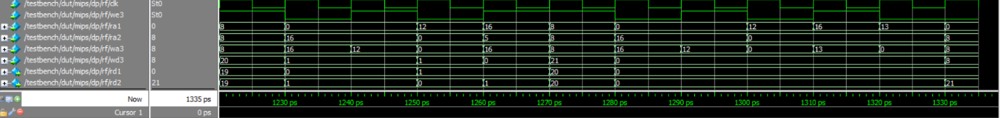 /testbench/dut/mips/dp/rf/clk St0
/testbench/dut/mips/dp/rf/we3 St0
/testbench/dut/mips/dp/rf/ra1 0 8 0 12 16 8 0 12 16 13 0
/testbench/dut/mips/dp/rf/ra2 8 8 16 0 5 8 16 0 8
/testbench/dut/mips/dp/rf/wa3 8 8 16 12 0 16 8 16 12 0 13 0 8
/testbench/dut/mips/dp/rf/wd3 8 20 1 1 0 21 0 8
/testbench/dut/mips/dp/rf/rd1 0 19 0 1 20 0
/testbench/dut/mips/dp/rf/rd2 21 19 1 0 1 20 0 21
Now 1335 ps 1230 ps 1240 ps 1250 ps 1260 ps 1270 ps 1280 ps 1290 ps 1300 ps 1310 ps 1320 ps 1330 ps
Cursor 1 0 ps